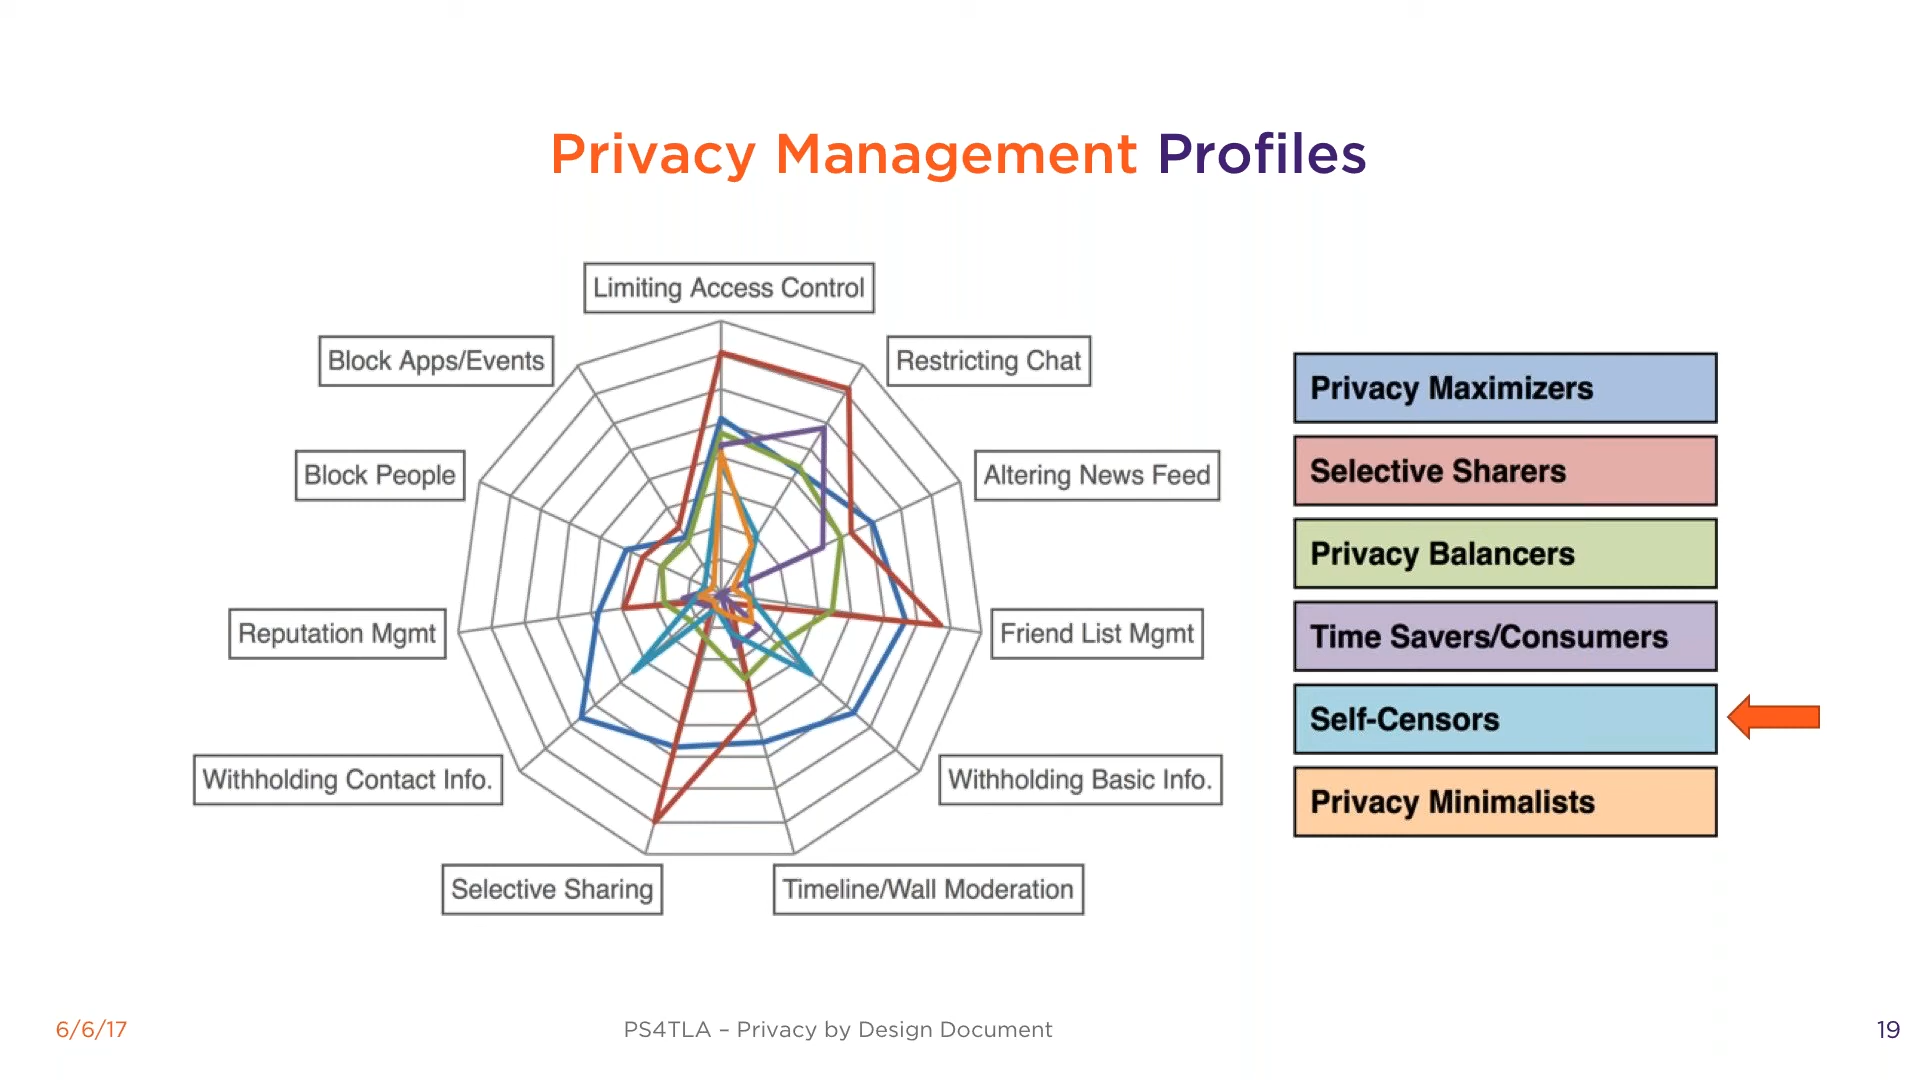 Privacy Management Profiles
Limiting Access Control
Block Apps/Events
Restricting Chat
Block People
Altering News Feed
Reputation Mgmt
Friend List Mgmt
Withholding Contact Info.
Withholding Basic Info.
Selective Sharing
Timeline/Wall Moderation
Privacy Maximizers
Selective Sharers
Privacy Balancers
Time Savers/Consumers
Self-Censors
Privacy Minimalists
6/6/17
PS4TLA – Privacy by Design Document
19